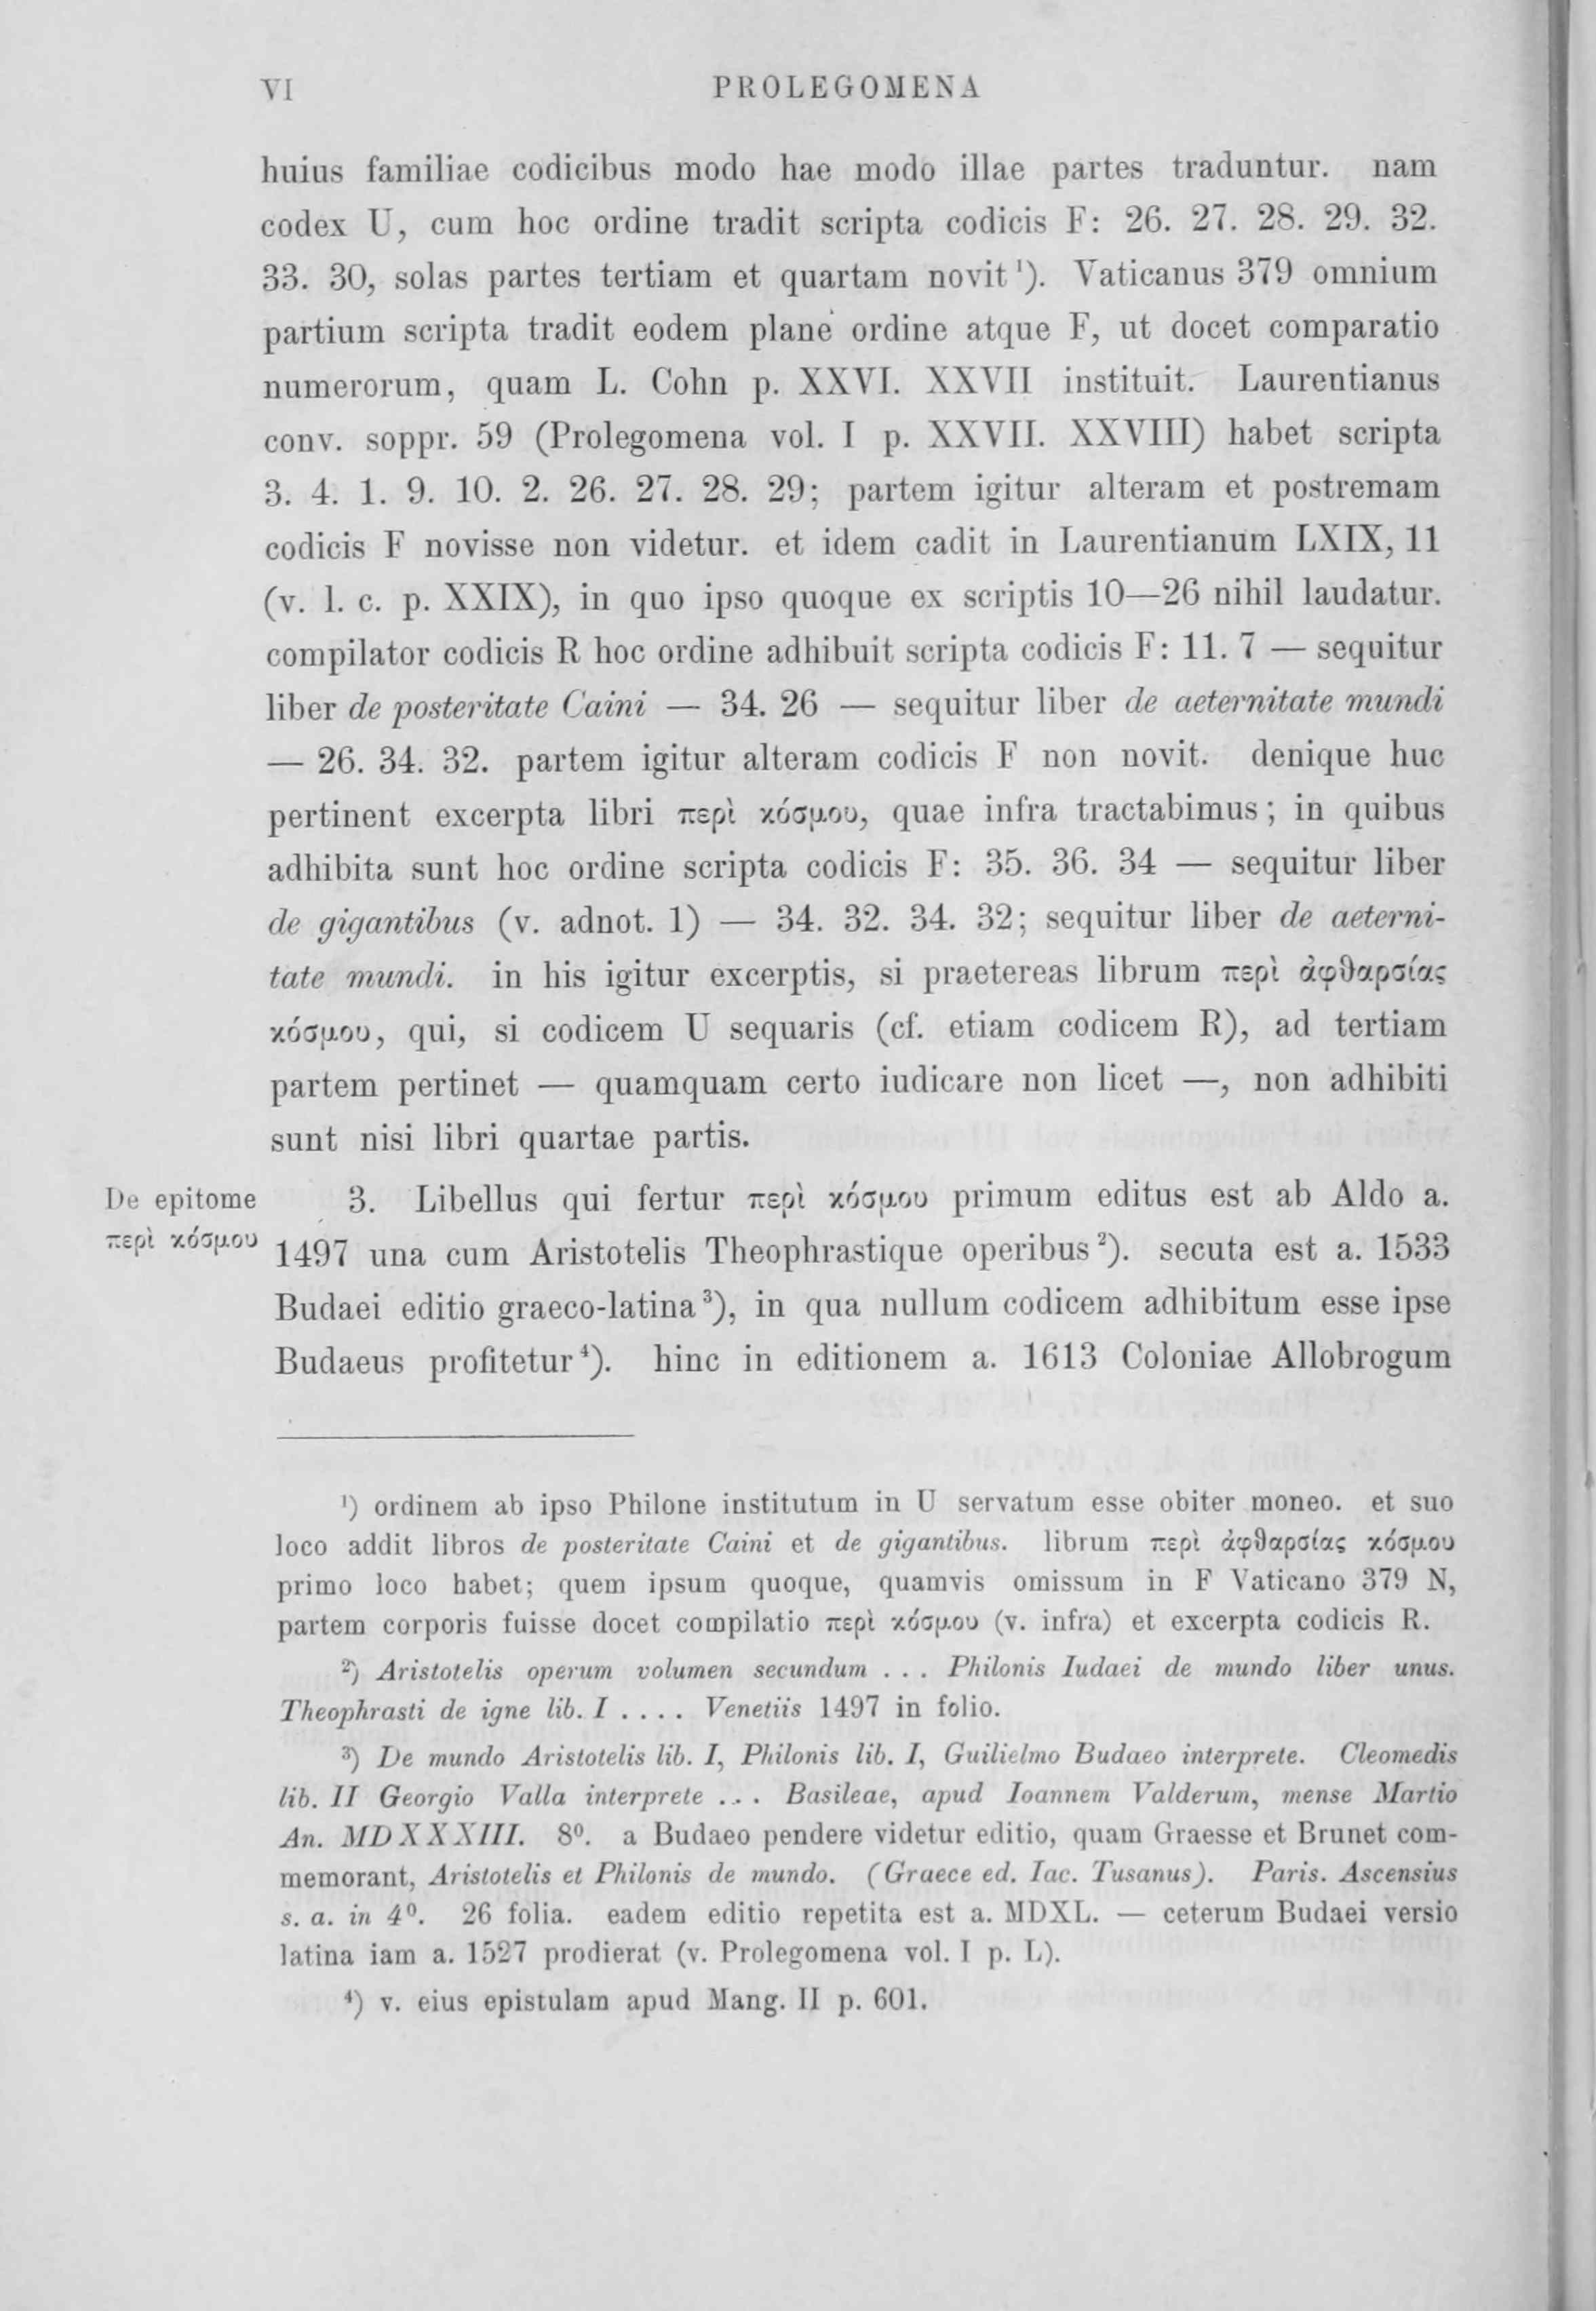 VI PROLEGOMENA
huius familiae codicibus modo hae modo illae partes traduntur. nam
codex U, cum hoc ordine tradit scripta codicis F: 26. 27. 28. 29. 32.
33. 30, solas partes tertiam et quartam novit ¹). Vaticanus 379 omnium
partium scripta tradit eodem plane ordine atque F, ut docet comparatio
numerorum, quam L. Cohn p. XXVI. XXVII instituit. Laurentianus
conv. soppr. 59 (Prolegomena vol. I p. XXVII. XXVIII) habet scripta
3. 4. 1. 9. 10. 2. 26. 27. 28. 29; partem igitur alteram et postremam
codicis F novisse non videtur. et idem cadit in Laurentianum LXIX, 11
(v. l. c. p. XXIX), in quo ipso quoque ex scriptis 10—26 nihil laudatur.
compilator codicis R hoc ordine adhibuit scripta codicis F: 11. 7 — sequitur
liber de posteritate Caini — 34. 26 — sequitur liber de aeternitate mundi
— 26. 34. 32. partem igitur alteram codicis F non novit. denique huc
pertinent excerpta libri περὶ κόσμου, quae infra tractabimus; in quibus
adhibita sunt hoc ordine scripta codicis F: 35. 36. 34 — sequitur liber
de gigantibus (v. adnot. 1) — 34. 32. 34. 32; sequitur liber de aeterni-
tate mundi. in his igitur excerptis, si praetereas librum περὶ ἀφθαρσίας
κόσμου, qui, si codicem U sequaris (cf. etiam codicem R), ad tertiam
partem pertinet — quamquam certo iudicare non licet —, non adhibiti
sunt nisi libri quartae partis.
De epitome
περὶ κόσμου
3. Libellus qui fertur περὶ κόσμου primum editus est ab Aldo a.
1497 una cum Aristotelis Theophrastique operibus ²). secuta est a. 1533
Budaei editio graeco-latina ³), in qua nullum codicem adhibitum esse ipse
Budaeus profitetur ⁴). hinc in editionem a. 1613 Coloniae Allobrogum
¹) ordinem ab ipso Philone institutum in U servatum esse obiter moneo. et suo
loco addit libros de posteritate Caini et de gigantibus. librum περὶ ἀφθαρσίας κόσμου
primo loco habet; quem ipsum quoque, quamvis omissum in F Vaticano 379 N,
partem corporis fuisse docet compilatio περὶ κόσμου (v. infra) et excerpta codicis R.
²) Aristotelis operum volumen secundum . . . Philonis Iudaei de mundo liber unus.
Theophrasti de igne lib. I . . . . Venetiis 1497 in folio.
³) De mundo Aristotelis lib. I, Philonis lib. I, Guilielmo Budaeo interprete. Cleomedis
lib. II Georgio Valla interprete . . . Basileae, apud Ioannem Valderum, mense Martio
An. MDXXXIII. 8⁰. a Budaeo pendere videtur editio, quam Graesse et Brunet com-
memorant, Aristotelis et Philonis de mundo. (Graece ed. Iac. Tusanus). Paris. Ascensius
s. a. in 4⁰. 26 folia. eadem editio repetita est a. MDXL. — ceterum Budaei versio
latina iam a. 1527 prodierat (v. Prolegomena vol. I p. L).
⁴) v. eius epistulam apud Mang. II p. 601.